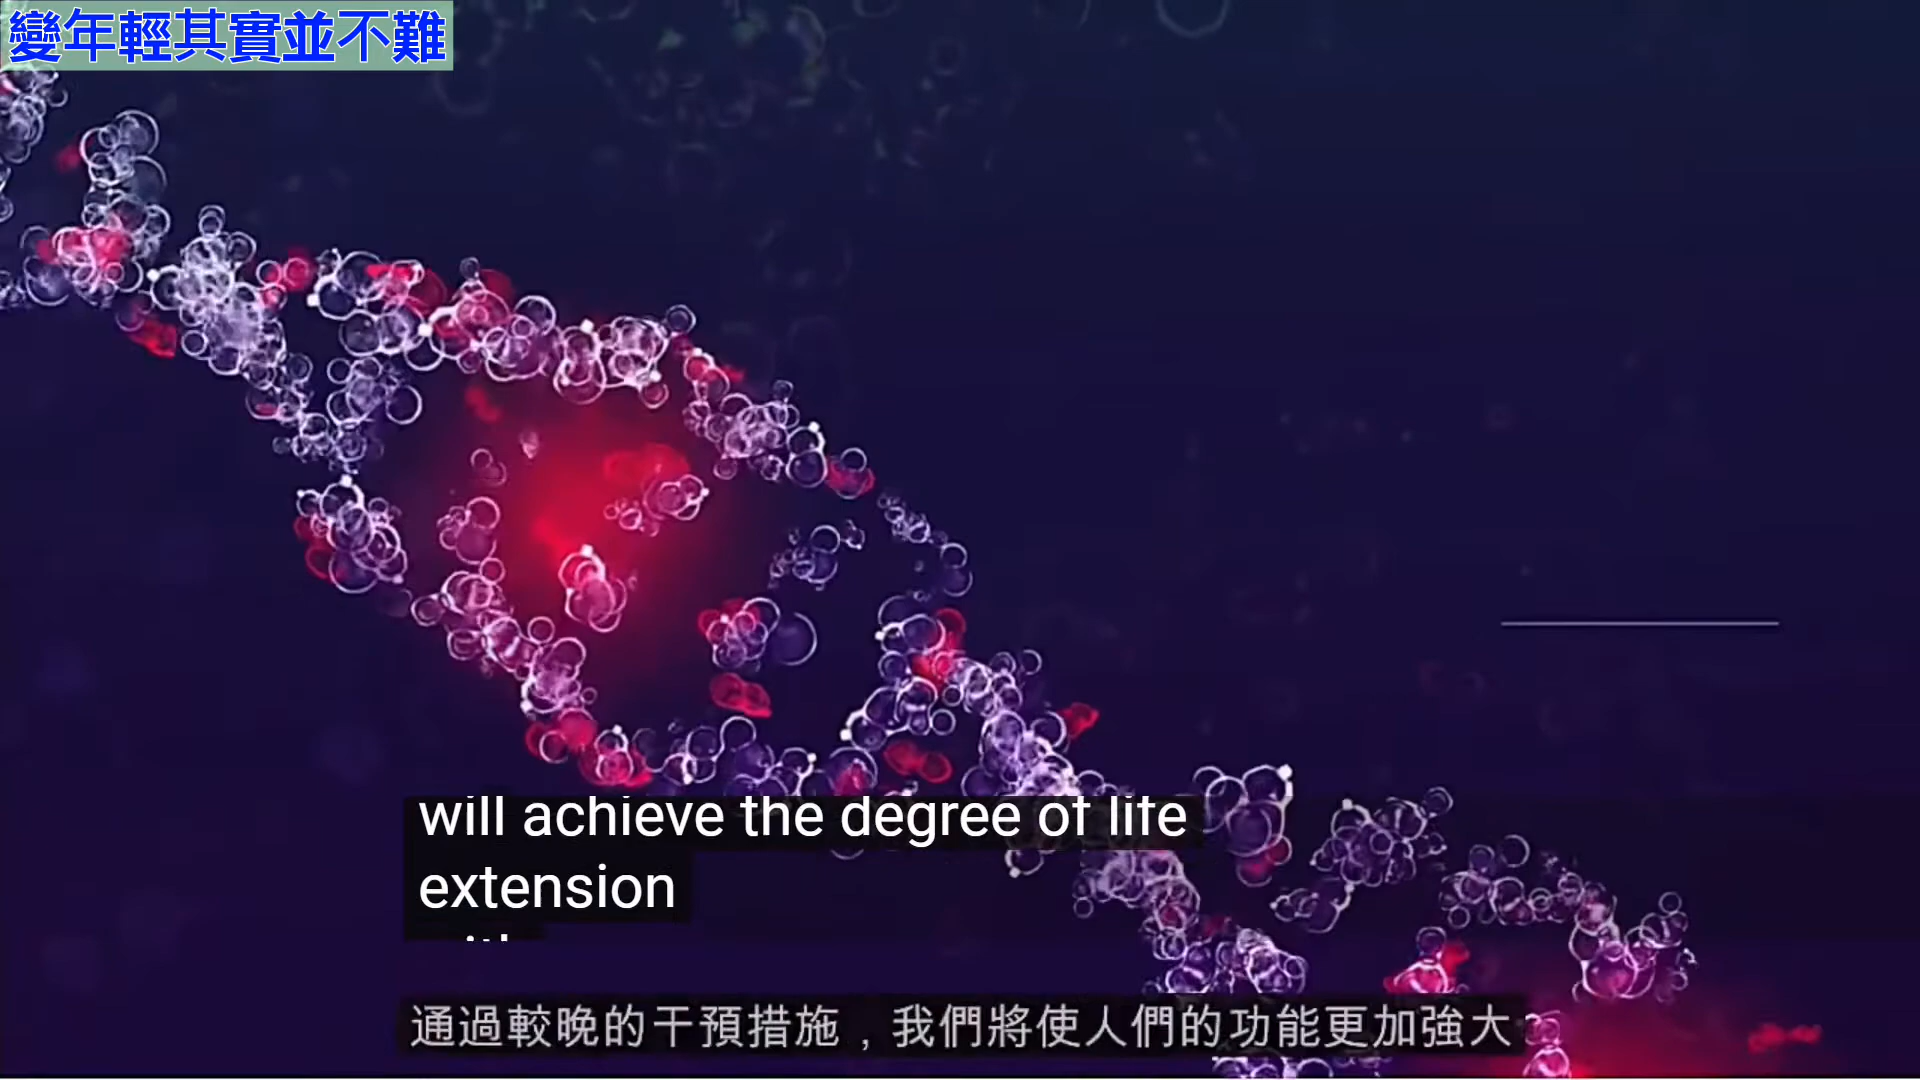 變年輕其實並不難
will achieve the degree of life
extension
通過較晚的干預措施，我們將使人們的功能更加強大